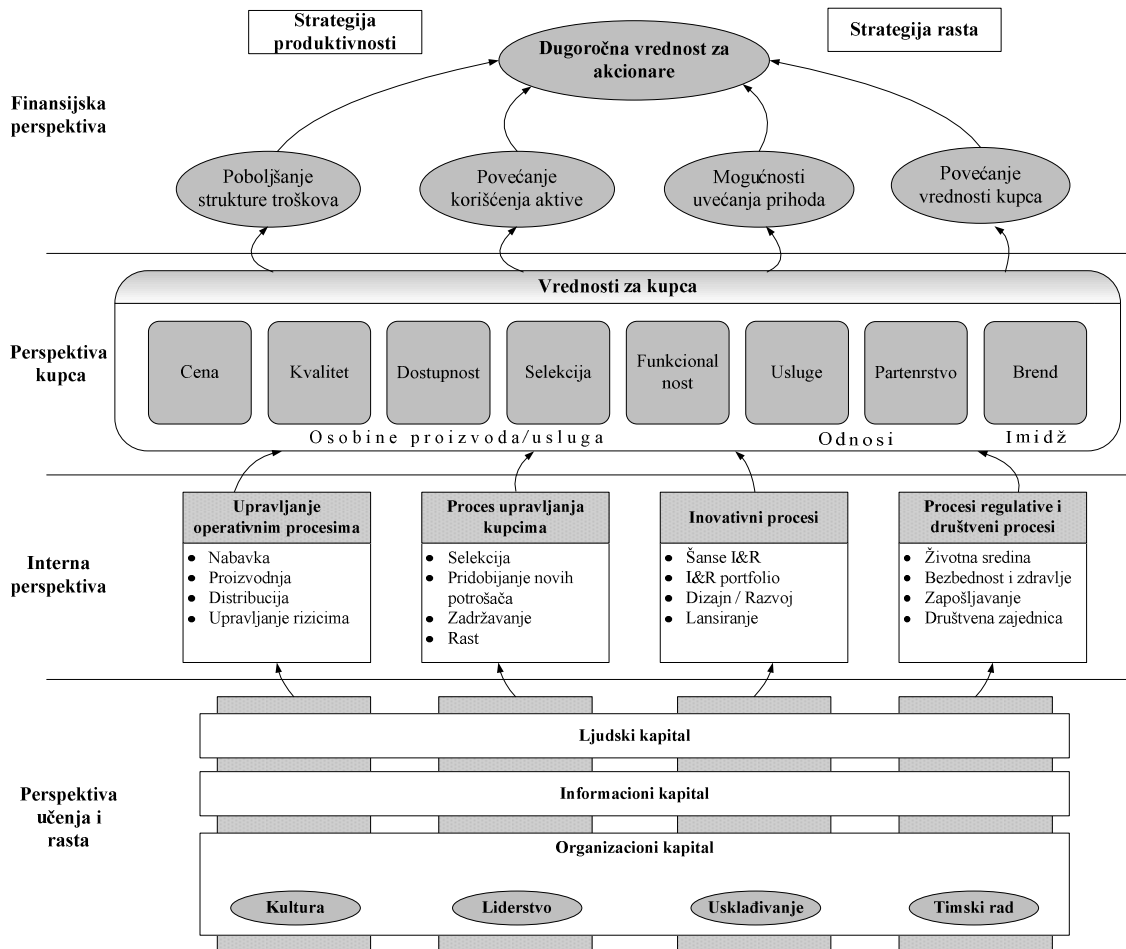 Strategija
produktivnosti
Strategija rasta
Dugoročna vrednost za
akcionare
Finansijska
perspektiva
Poboljšanje
strukture troškova
Povećanje
korišćenja aktive
Mogućnosti
uvećanja prihoda
Povećanje
vrednosti kupca
Vrednosti za kupca
Perspektiva
kupca
Cena
Kvalitet
Dostupnost
Selekcija
Funkcional
nost
Usluge
Partenrstvo
Brend
Osobine proizvoda/usluga
Odnosi
Imidž
Interna
perspektiva
Upravljanje
operativnim procesima
• Nabavka
• Proizvodnja
• Distribucija
• Upravljanje rizicima
Proces upravljanja
kupcima
• Selekcija
• Pridobijanje novih
potrošača
• Zadržavanje
• Rast
Inovativni procesi
• Šanse I&R
• I&R portfolio
• Dizajn / Razvoj
• Lansiranje
Procesi regulative i
društveni procesi
• Životna sredina
• Bezbednost i zdravlje
• Zapošljavanje
• Društvena zajednica
Perspektiva
učenja i
rasta
Ljudski kapital
Informacioni kapital
Organizacioni kapital
Kultura
Liderstvo
Usklađivanje
Timski rad